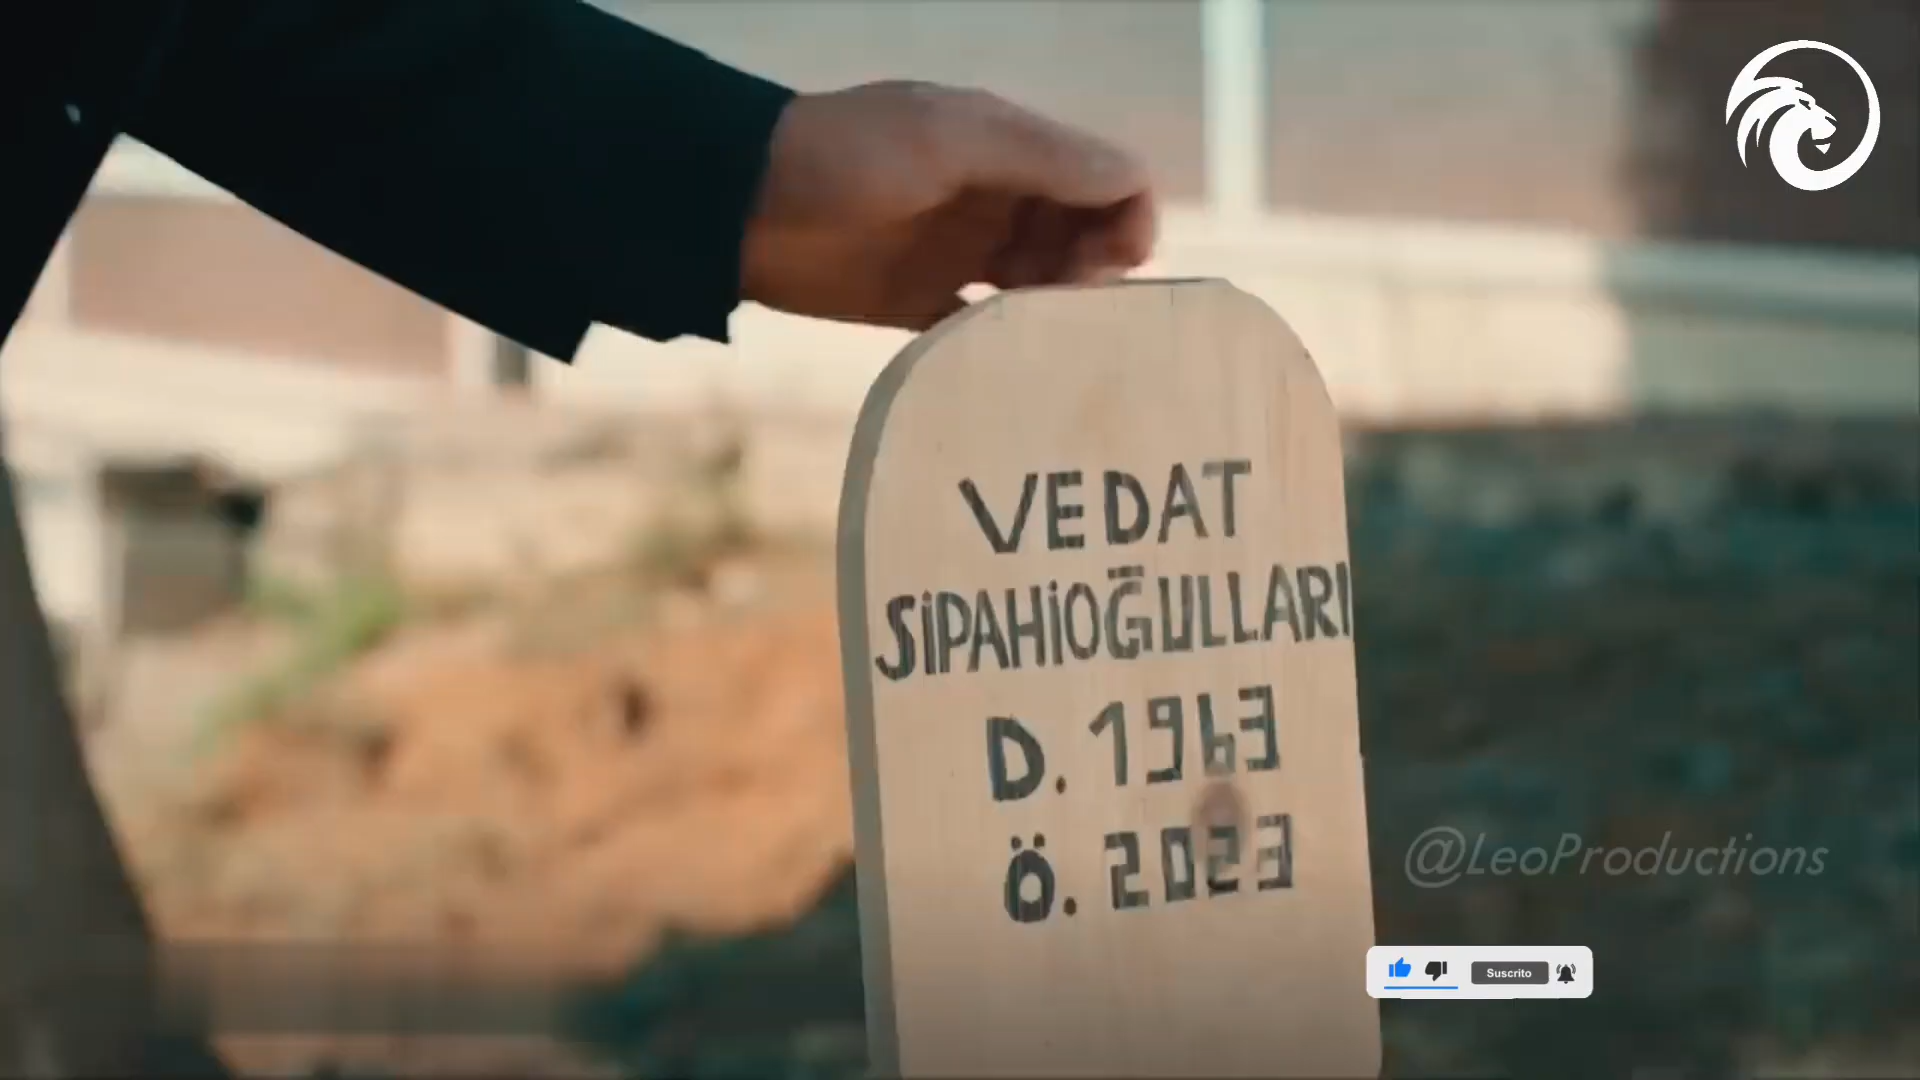 VEDAT
SİPAHİOĞULLARI
D. 1963
Ö. 2023
@LeoProductions
Suscrito